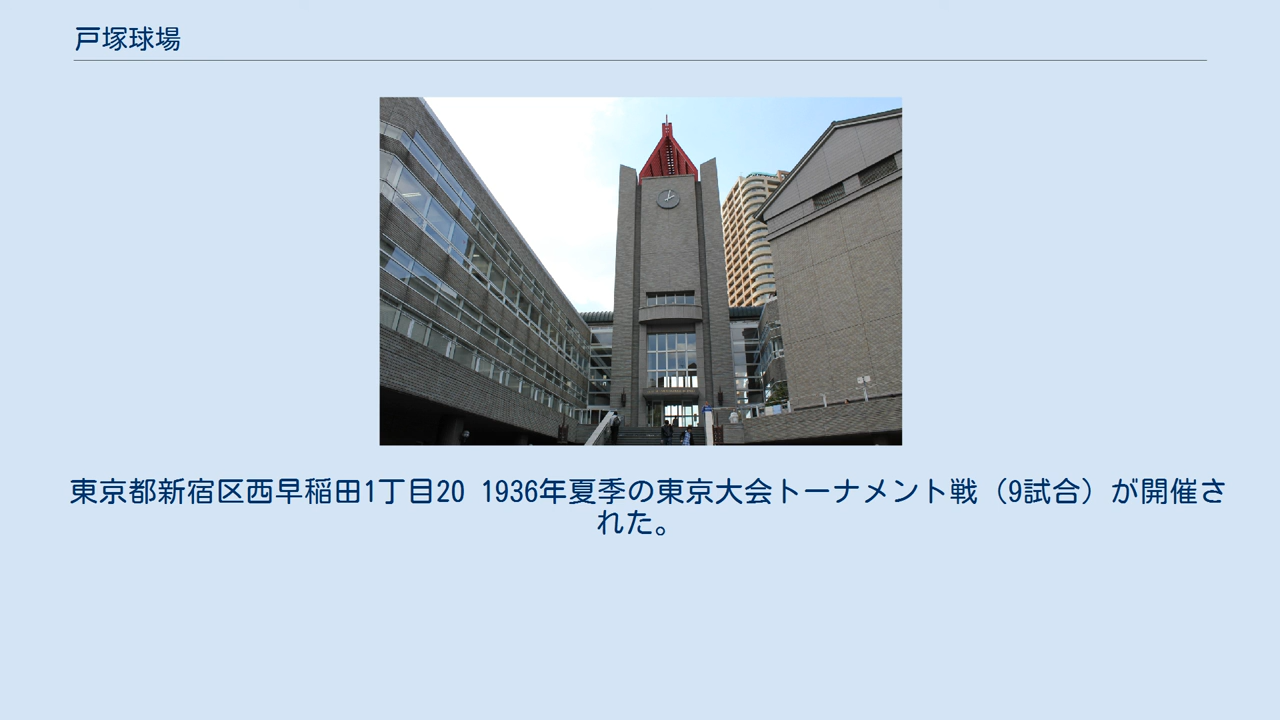 戸塚球場
東京都新宿区西早稲田1丁目20 1936年夏季の東京大会トーナメント戦（9試合）が開催さ
れた。